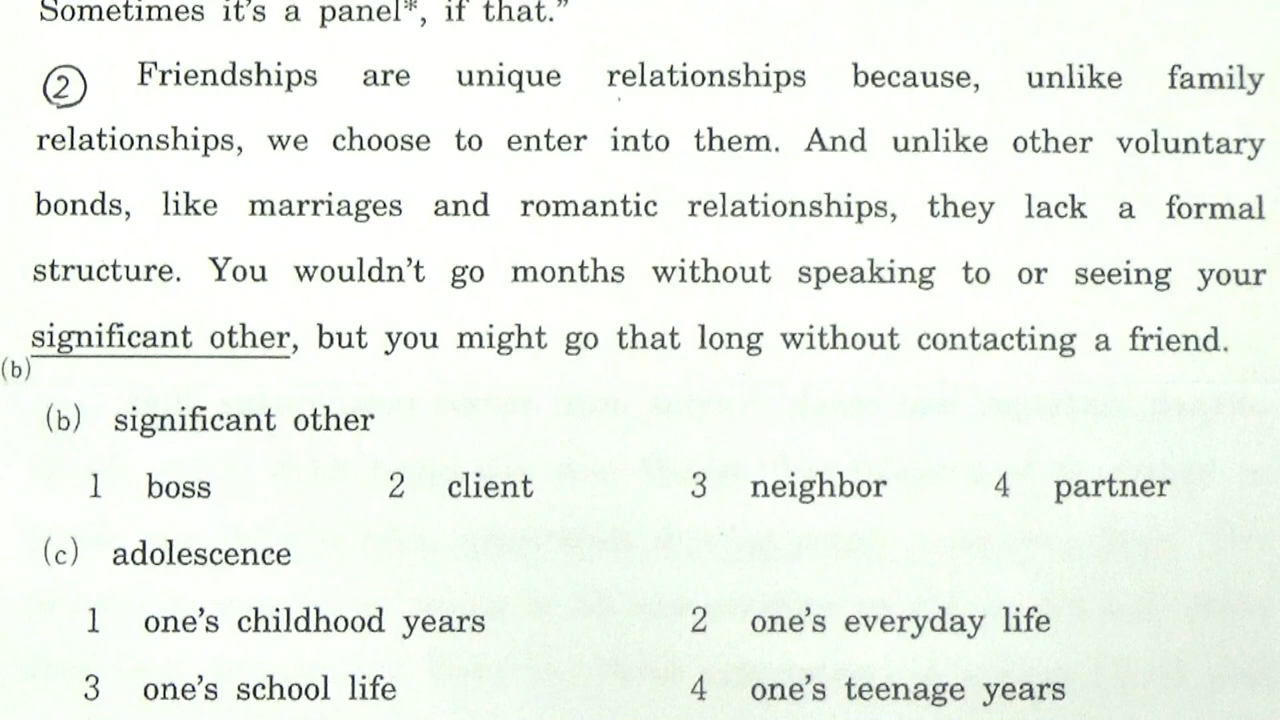 Sometimes it's a panel*, if that."
② Friendships are unique relationships because, unlike family
relationships, we choose to enter into them. And unlike other voluntary
bonds, like marriages and romantic relationships, they lack a formal
structure. You wouldn't go months without speaking to or seeing your
significant other, but you might go that long without contacting a friend.
(b)
(b) significant other
1 boss 2 client 3 neighbor 4 partner
(c) adolescence
1 one's childhood years 2 one's everyday life
3 one's school life 4 one's teenage years